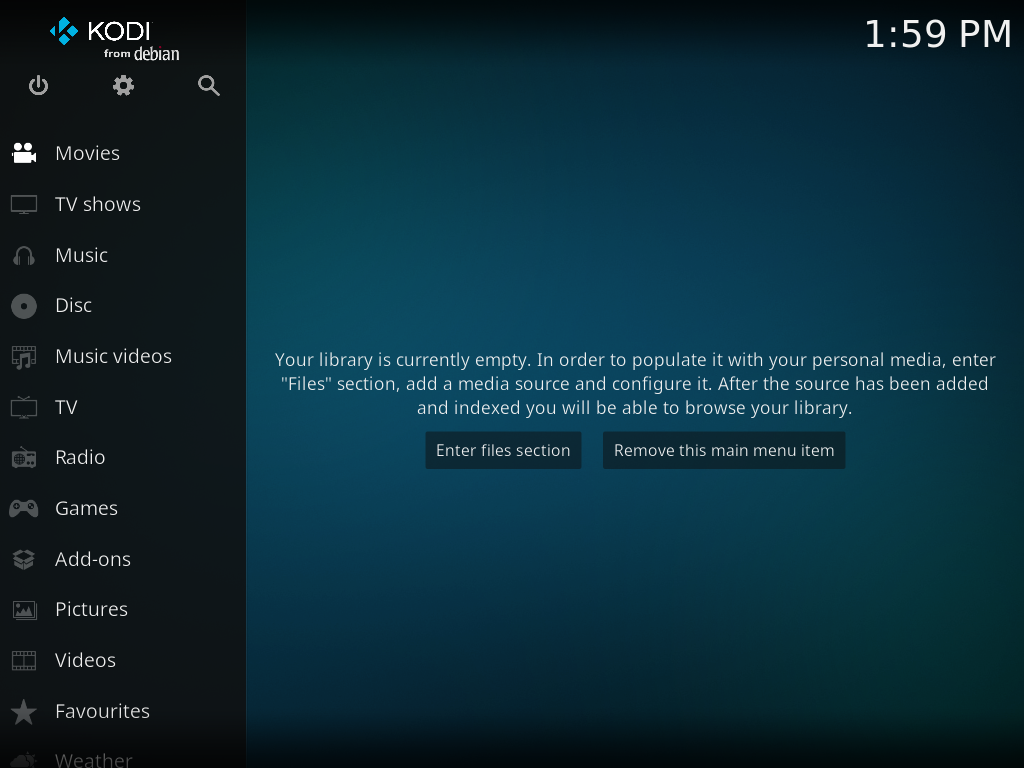 KODI
from debian
1:59 PM
Movies
TV shows
Music
Disc
Music videos
TV
Radio
Games
Add-ons
Pictures
Videos
Favourites
Weather
Your library is currently empty. In order to populate it with your personal media, enter
"Files" section, add a media source and configure it. After the source has been added
and indexed you will be able to browse your library.
Enter files section
Remove this main menu item